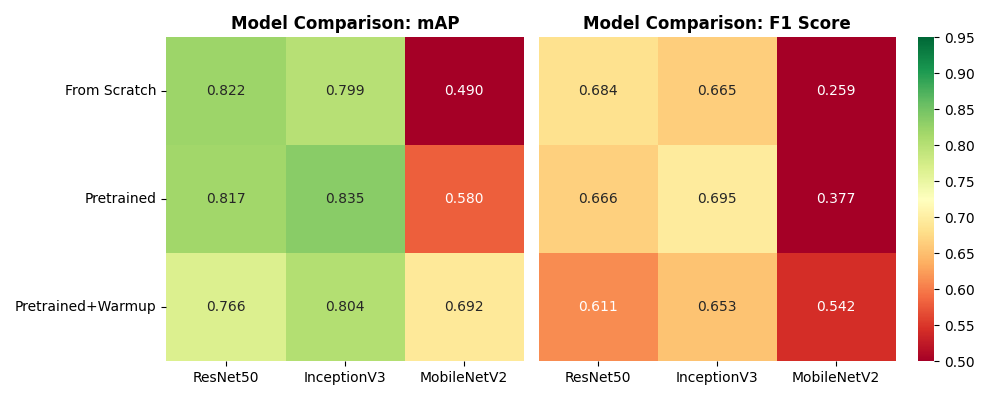 Model Comparison: mAP
Model Comparison: F1 Score
From Scratch 0.822 0.799 0.490 0.684 0.665 0.259
Pretrained 0.817 0.835 0.580 0.666 0.695 0.377
Pretrained+Warmup 0.766 0.804 0.692 0.611 0.653 0.542
ResNet50 InceptionV3 MobileNetV2
ResNet50 InceptionV3 MobileNetV2
0.95
0.90
0.85
0.80
0.75
0.70
0.65
0.60
0.55
0.50